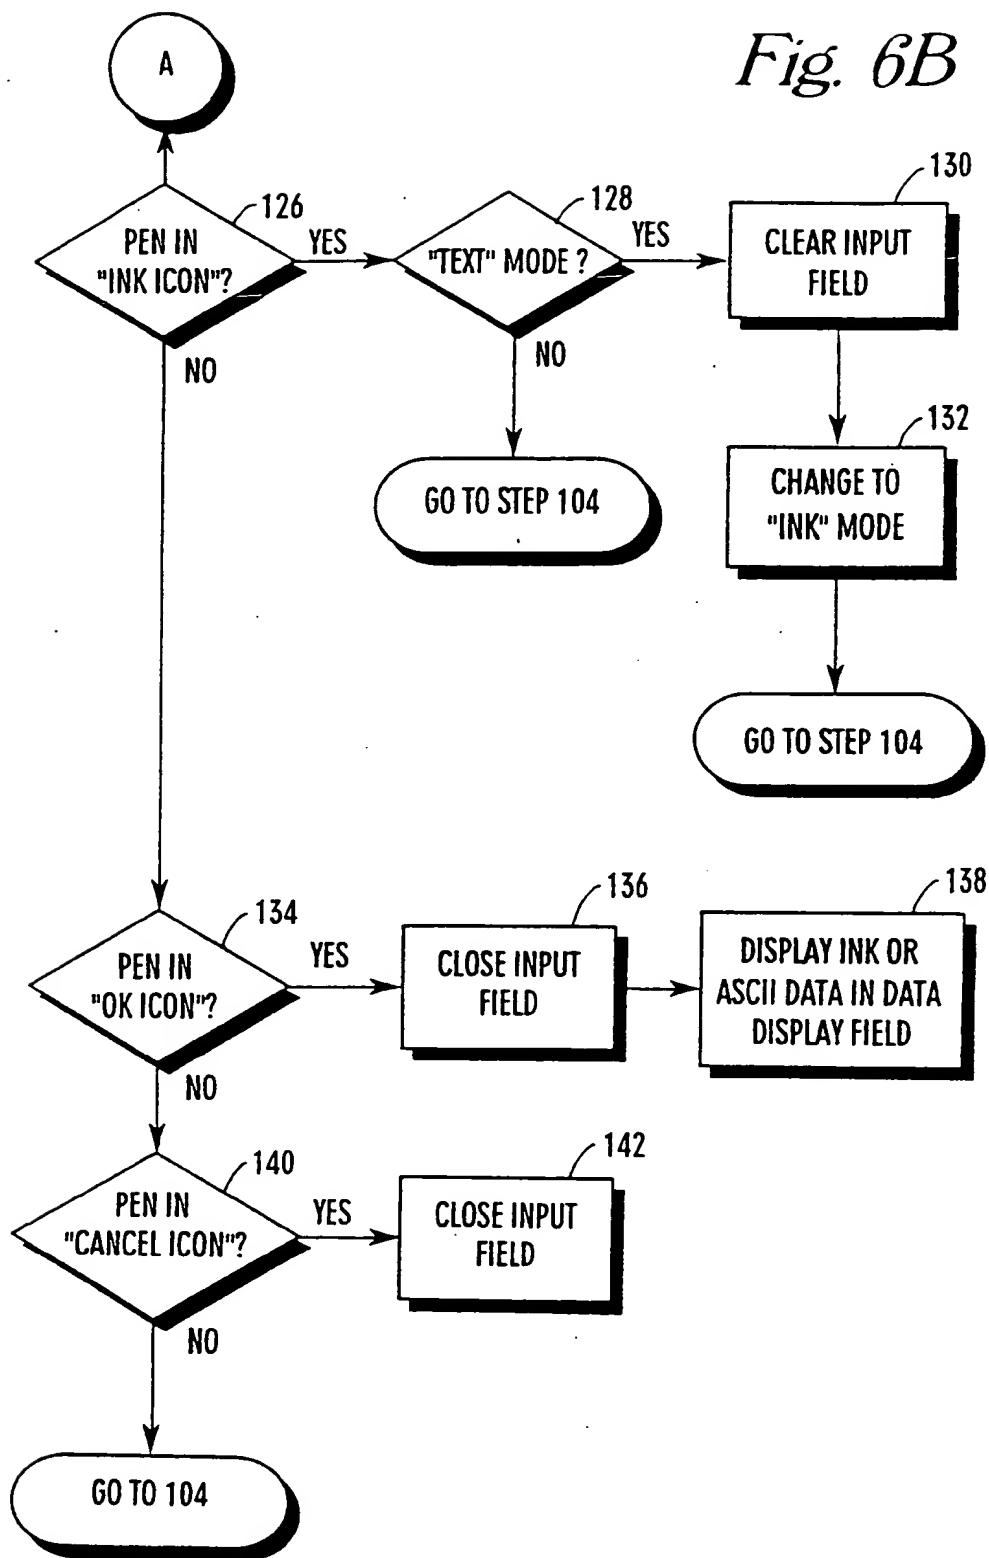 A
Fig. 6B
126
PEN IN
"INK ICON"?
YES
NO
128
"TEXT" MODE ?
YES
NO
130
CLEAR INPUT
FIELD
GO TO STEP 104
132
CHANGE TO
"INK" MODE
GO TO STEP 104
134
PEN IN
"OK ICON"?
YES
NO
136
CLOSE INPUT
FIELD
138
DISPLAY INK OR
ASCII DATA IN DATA
DISPLAY FIELD
140
PEN IN
"CANCEL ICON"?
YES
NO
142
CLOSE INPUT
FIELD
GO TO 104